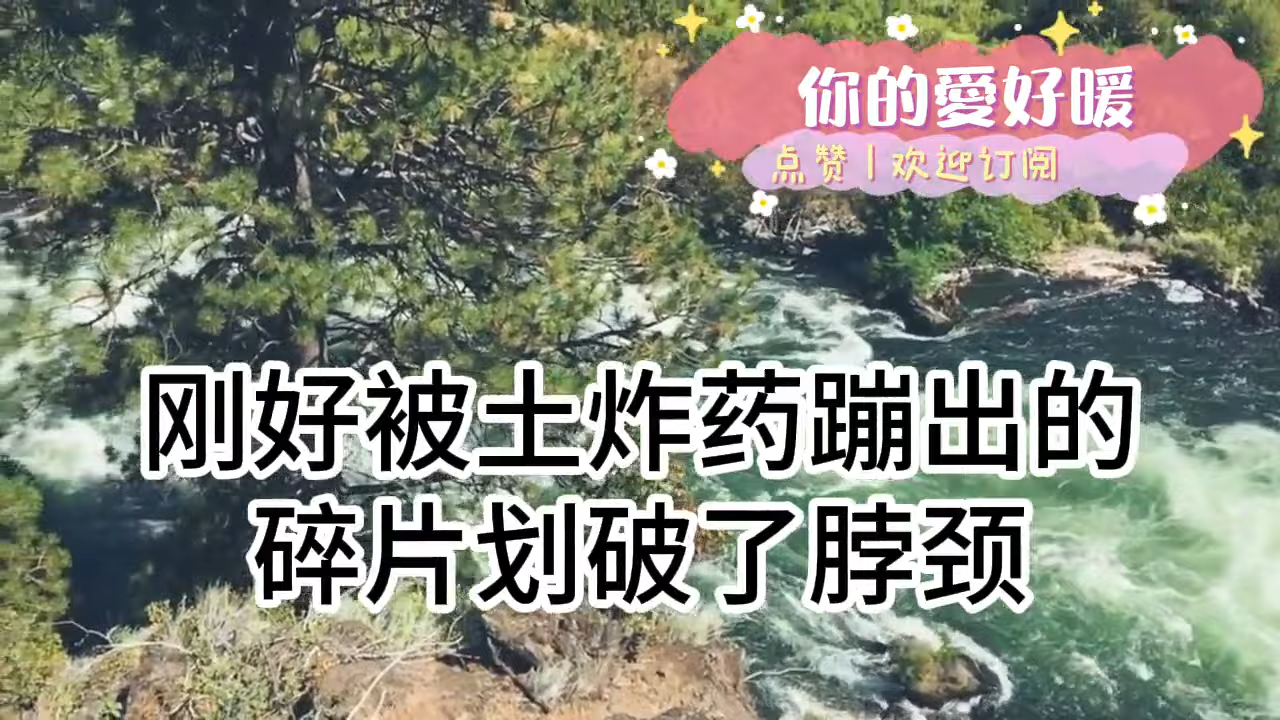 你的愛好暖
点赞 | 欢迎订阅
刚好被土炸药蹦出的
碎片划破了脖颈